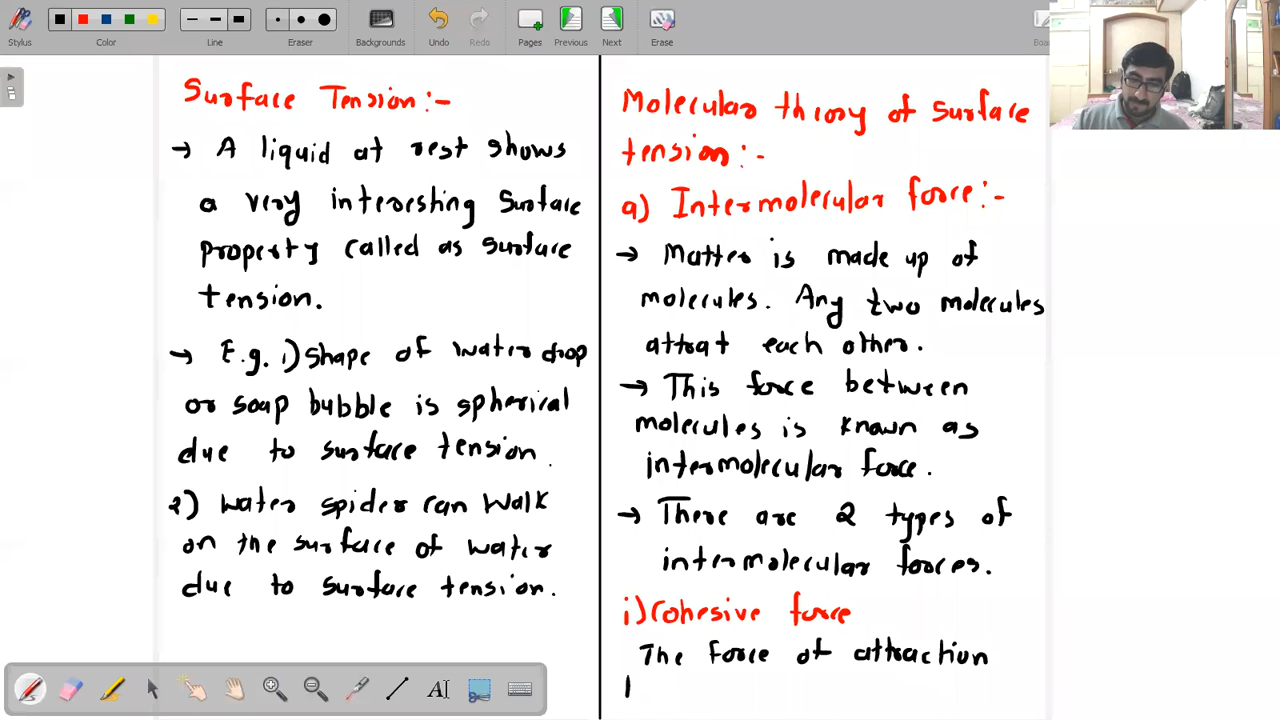 Stylus
Color
Line
Eraser
Backgrounds
Undo
Redo
Pages
Previous
Next
Erase
Surface Tension:-
→ A liquid at rest shows
a very interesting surface
property called as surface
tension.
→ E.g. i) shape of water drop
or soap bubble is spherical
due to surface tension.
2) water spider can walk
on the surface of water
due to surface tension.
Molecular thiory of surface
tension:-
a) Intermolecular force:-
→ Matter is made up of
molecules. Any two molecules
attrat each other.
→ This force between
molecules is known as
intermolecular force.
→ There are 2 types of
intermolecular forces.
i) Cohesive force
The force of attraction